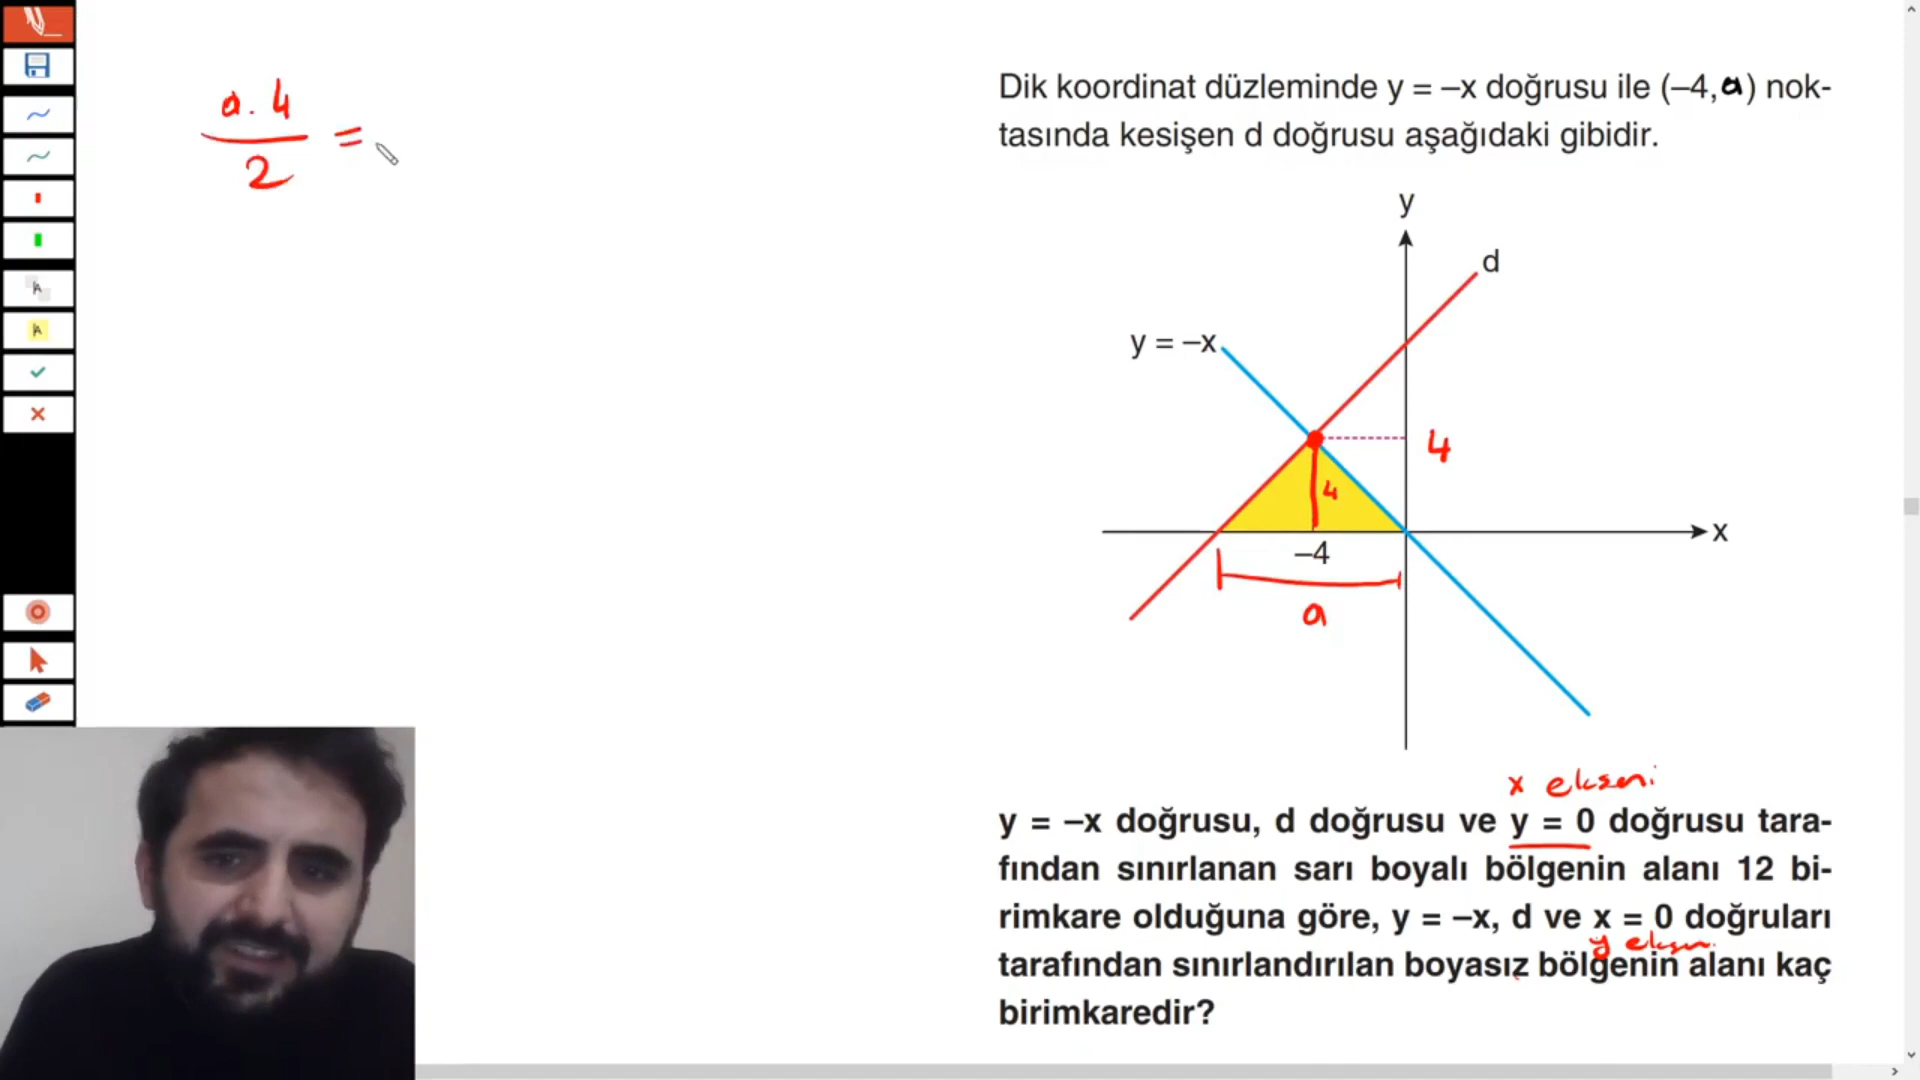 a. 4
2
=
Dik koordinat düzleminde y = –x doğrusu ile (–4,a) nok-
tasında kesişen d doğrusu aşağıdaki gibidir.
y
d
y = –x
4
4
x
–4
a
x ekseni
y = –x doğrusu, d doğrusu ve y = 0 doğrusu tara-
fından sınırlanan sarı boyalı bölgenin alanı 12 bi-
rimkare olduğuna göre, y = –x, d ve x = 0 doğruları
y eksen
tarafından sınırlandırılan boyasız bölgenin alanı kaç
birimkaredir?